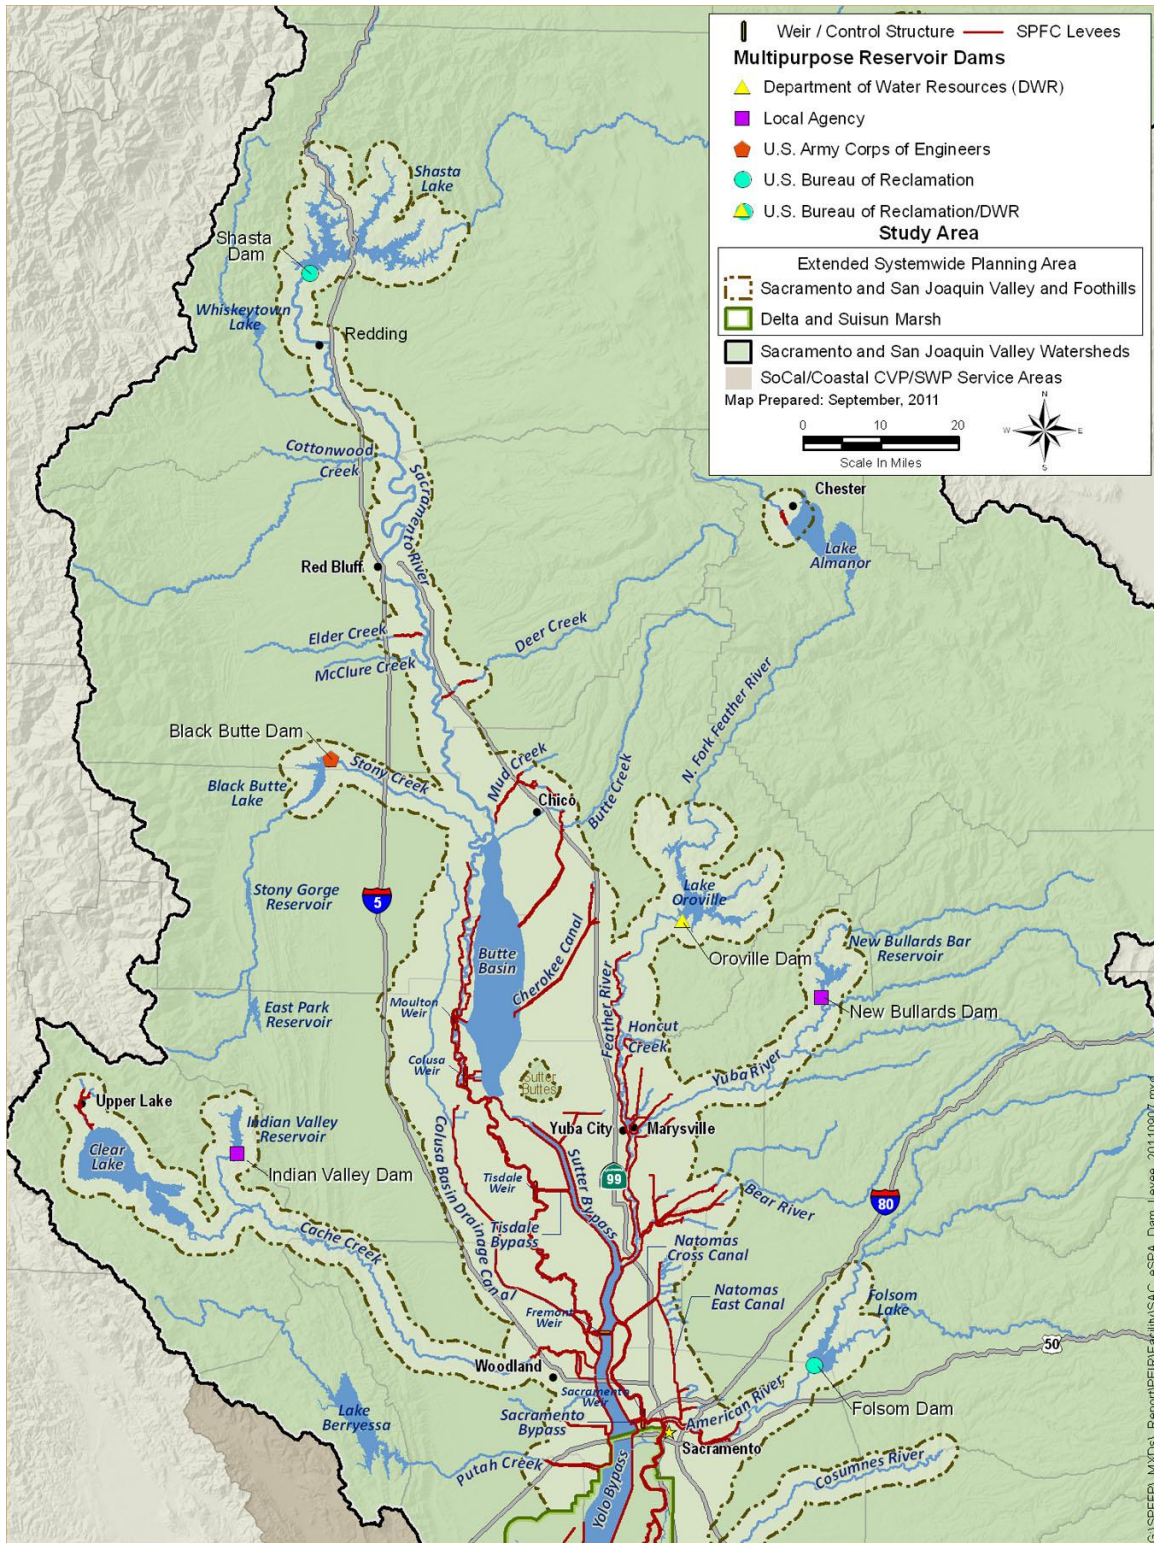 Weir / Control Structure
SPFC Levees
Multipurpose Reservoir Dams
Department of Water Resources (DWR)
Local Agency
U.S. Army Corps of Engineers
U.S. Bureau of Reclamation
U.S. Bureau of Reclamation/DWR
Study Area
Extended Systemwide Planning Area
Sacramento and San Joaquin Valley and Foothills
Delta and Suisun Marsh
Sacramento and San Joaquin Valley Watersheds
SoCal/Coastal CVP/SWP Service Areas
Map Prepared: September, 2011
N
W
E
S
0 10 20
Scale In Miles
Shasta
Lake
Shasta
Dam
Whiskeytown
Lake
Redding
Cottonwood
Creek
Sacramento River
Chester
Lake
Almanor
Red Bluff
Elder Creek
McClure Creek
Deer Creek
N. Fork Feather River
Black Butte Dam
Stony Creek
Black Butte
Lake
Mud Creek
Chico
Butte Creek
Stony Gorge
Reservoir
5
Lake
Oroville
Oroville Dam
Butte
Basin
Cherokee Canal
New Bullards Bar
Reservoir
New Bullards Dam
East Park
Reservoir
Moulton
Weir
Feather River
Honcut
Creek
Colusa
Weir
Sutter
Buttes
Yuba River
Upper Lake
Clear
Lake
Indian Valley
Reservoir
Indian Valley Dam
Yuba City
Marysville
Colusa Basin Drainage Canal
Sutter Bypass
99
Tisdale
Weir
Tisdale
Bypass
Bear River
80
Cache Creek
Natomas
Cross Canal
Natomas
East Canal
Folsom
Lake
Fremont
Weir
50
Woodland
Sacramento
Weir
Sacramento
Bypass
American River
Folsom Dam
Lake
Berryessa
Sacramento
Putah Creek
Yolo Bypass
Cosumnes River